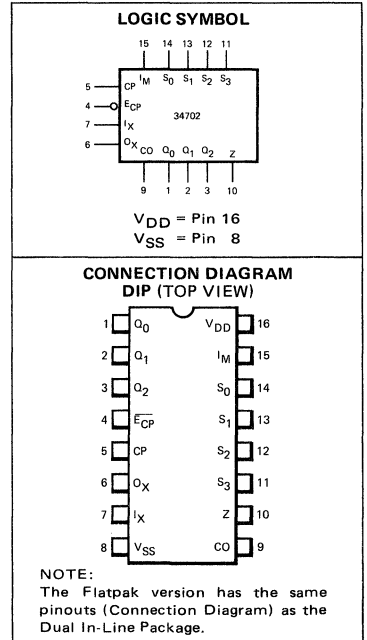 LOGIC SYMBOL
15 14 13 12 11
I_M S_0 S_1 S_2 S_3
5 CP
4 E_CP
34702
7 I_X
6 O_X CO Q_0 Q_1 Q_2 Z
9 1 2 3 10
V_DD = Pin 16
V_SS = Pin 8
CONNECTION DIAGRAM
DIP (TOP VIEW)
1 Q_0 V_DD 16
2 Q_1 I_M 15
3 Q_2 S_0 14
4 E̅_C̅P̅ S_1 13
5 CP S_2 12
6 O_X S_3 11
7 I_X Z 10
8 V_SS CO 9
NOTE:
The Flatpak version has the same
pinouts (Connection Diagram) as the
Dual In-Line Package.